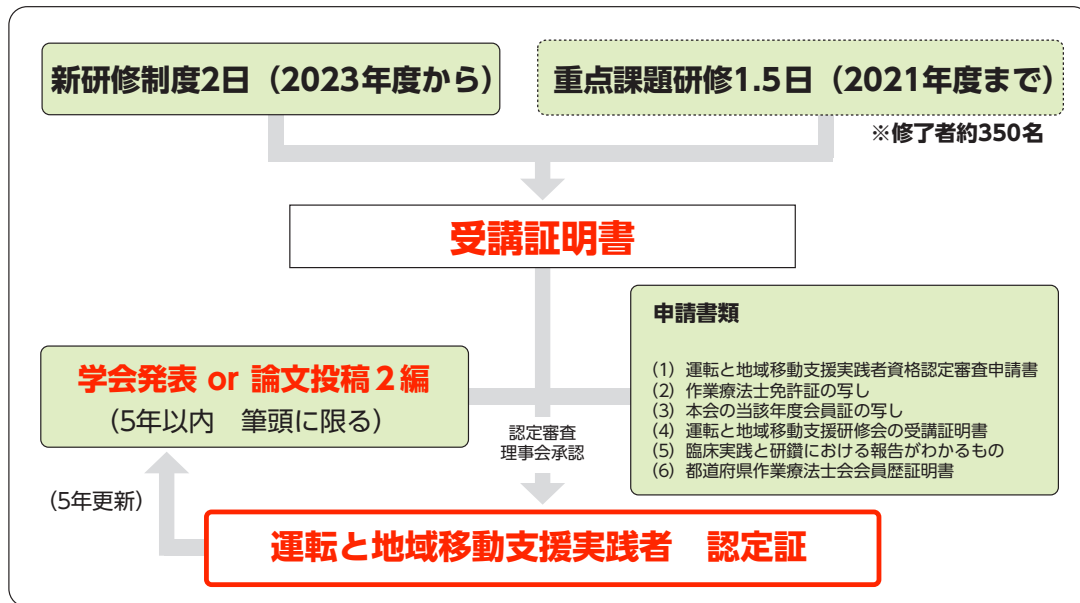 新研修制度2日（2023年度から）
重点課題研修1.5日（2021年度まで）
※修了者約350名
受講証明書
申請書類
(1) 運転と地域移動支援実践者資格認定審査申請書
(2) 作業療法士免許証の写し
(3) 本会の当該年度会員証の写し
(4) 運転と地域移動支援研修会の受講証明書
(5) 臨床実践と研鑽における報告がわかるもの
(6) 都道府県作業療法士会会員歴証明書
学会発表 or 論文投稿２編
（5年以内　筆頭に限る）
認定審査
理事会承認
（5年更新）
運転と地域移動支援実践者　認定証